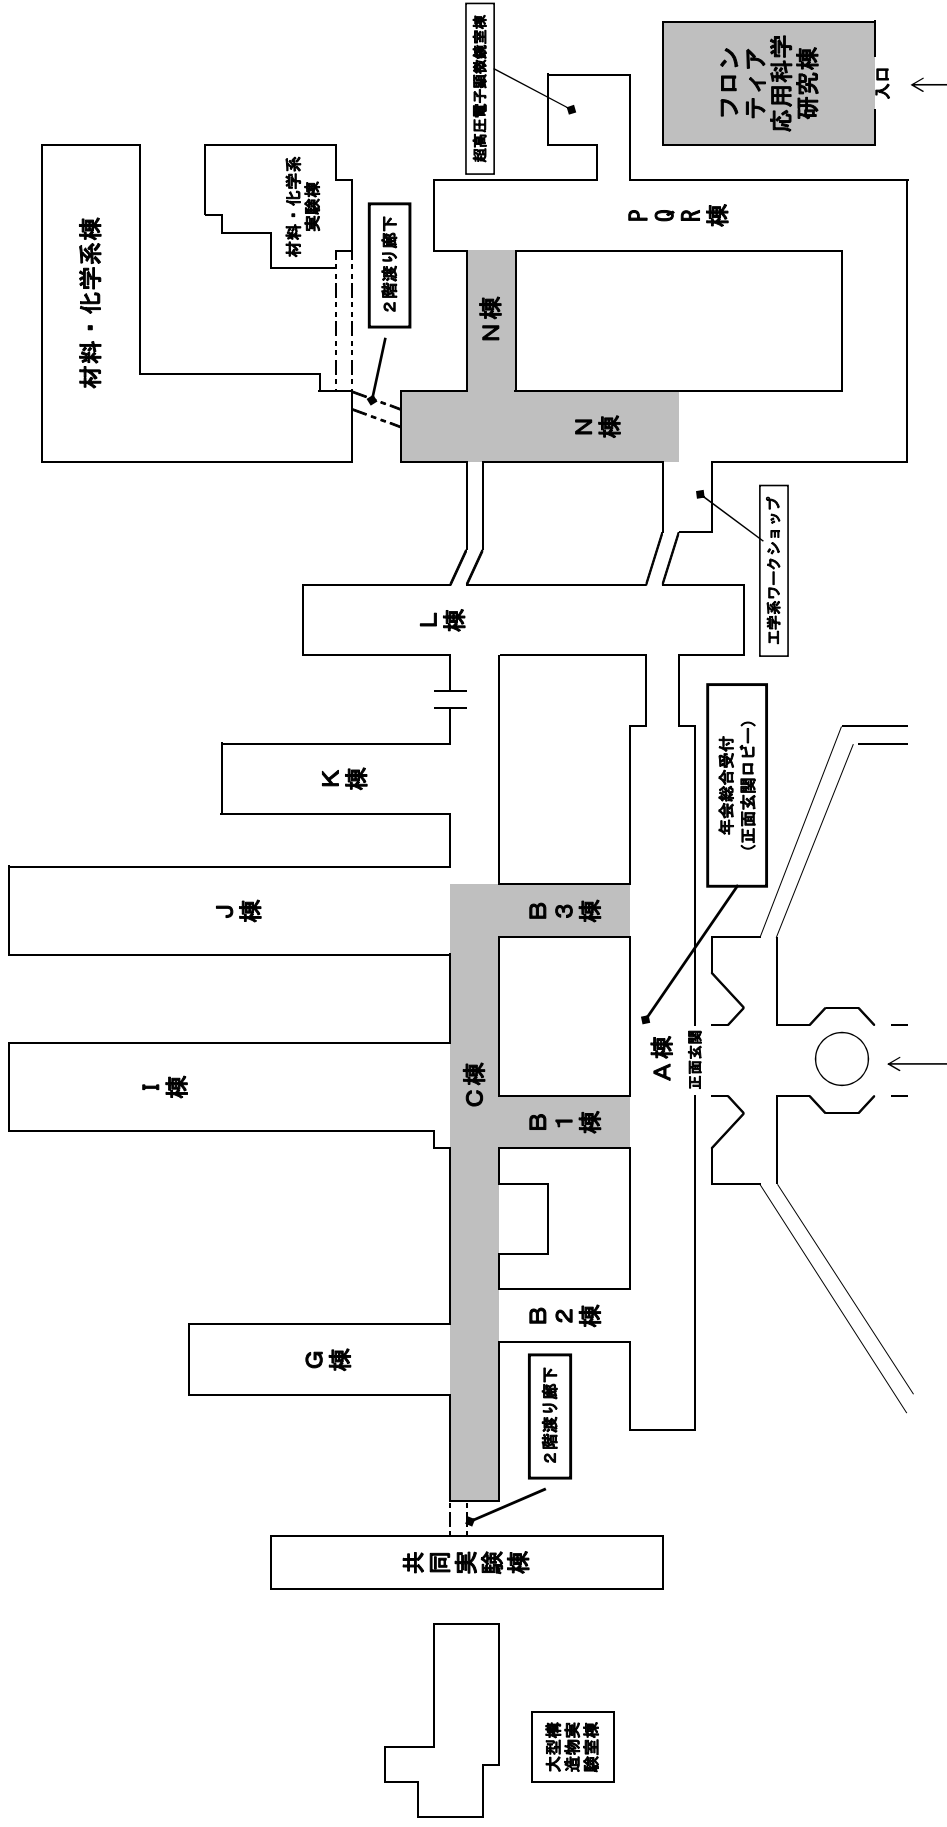 材料・化学系棟
材料・化学系
実験棟
２階渡り廊下
超高圧電子顕微鏡室棟
フロン
ティア
応用科学
研究棟
入口
ＰＱＲ棟
Ｎ棟
Ｎ棟
工学系ワークショップ
Ｌ棟
Ｋ棟
年会総合受付
（正面玄関ロビー）
Ｊ棟
Ｂ３棟
Ａ棟
正面玄関
Ｉ棟
Ｃ棟
Ｂ１棟
Ｂ２棟
Ｇ棟
２階渡り廊下
共同実験棟
大型構
造物実
験室棟